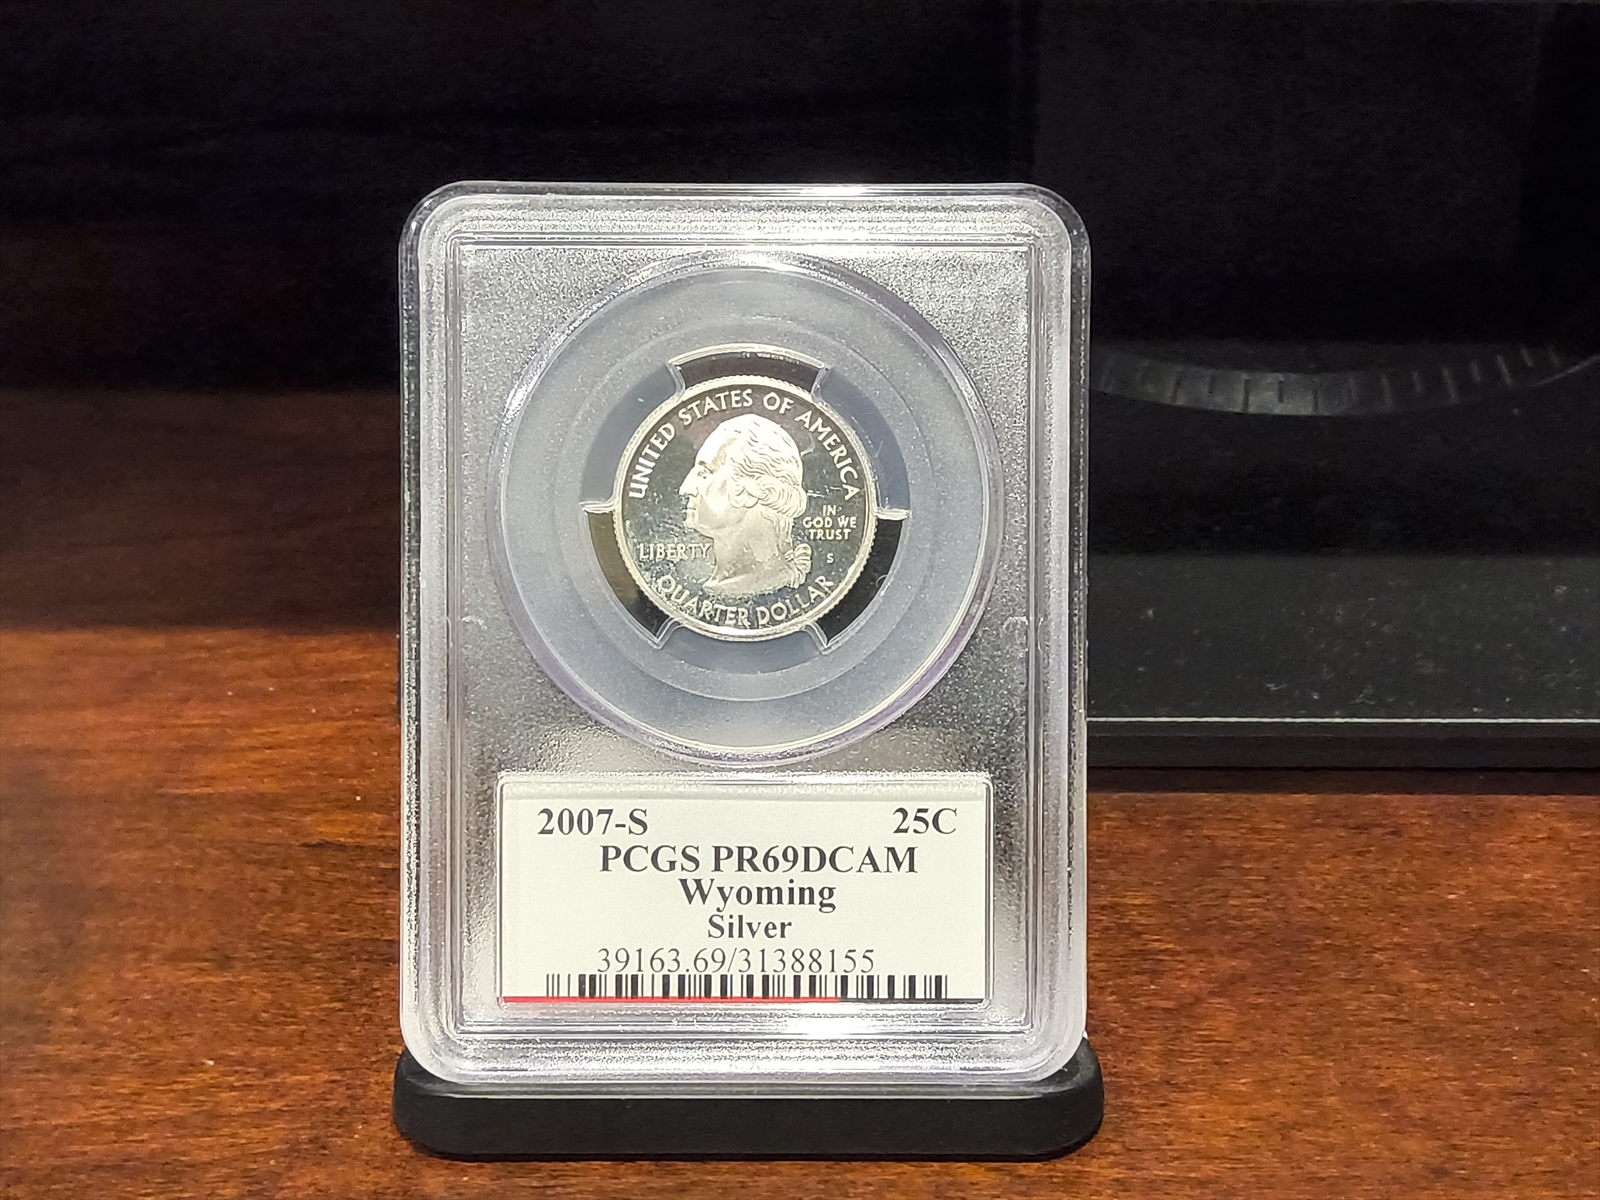 UNITED STATES OF AMERICA
IN
GOD WE
TRUST
LIBERTY
S
QUARTER DOLLAR
2007-S 25C
PCGS PR69DCAM
Wyoming
Silver
39163.69/31388155